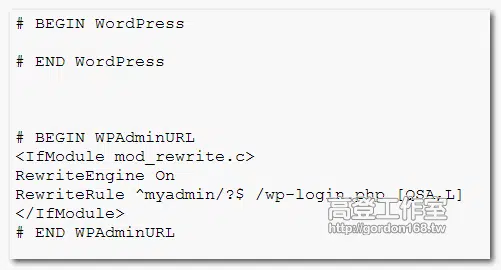 # BEGIN WordPress
# END WordPress
# BEGIN WPAdminURL
<IfModule mod_rewrite.c>
RewriteEngine On
RewriteRule ^myadmin/?$ /wp-login.php [QSA,L]
</IfModule>
# END WPAdminURL
高登工作室
http://gordon168.tw